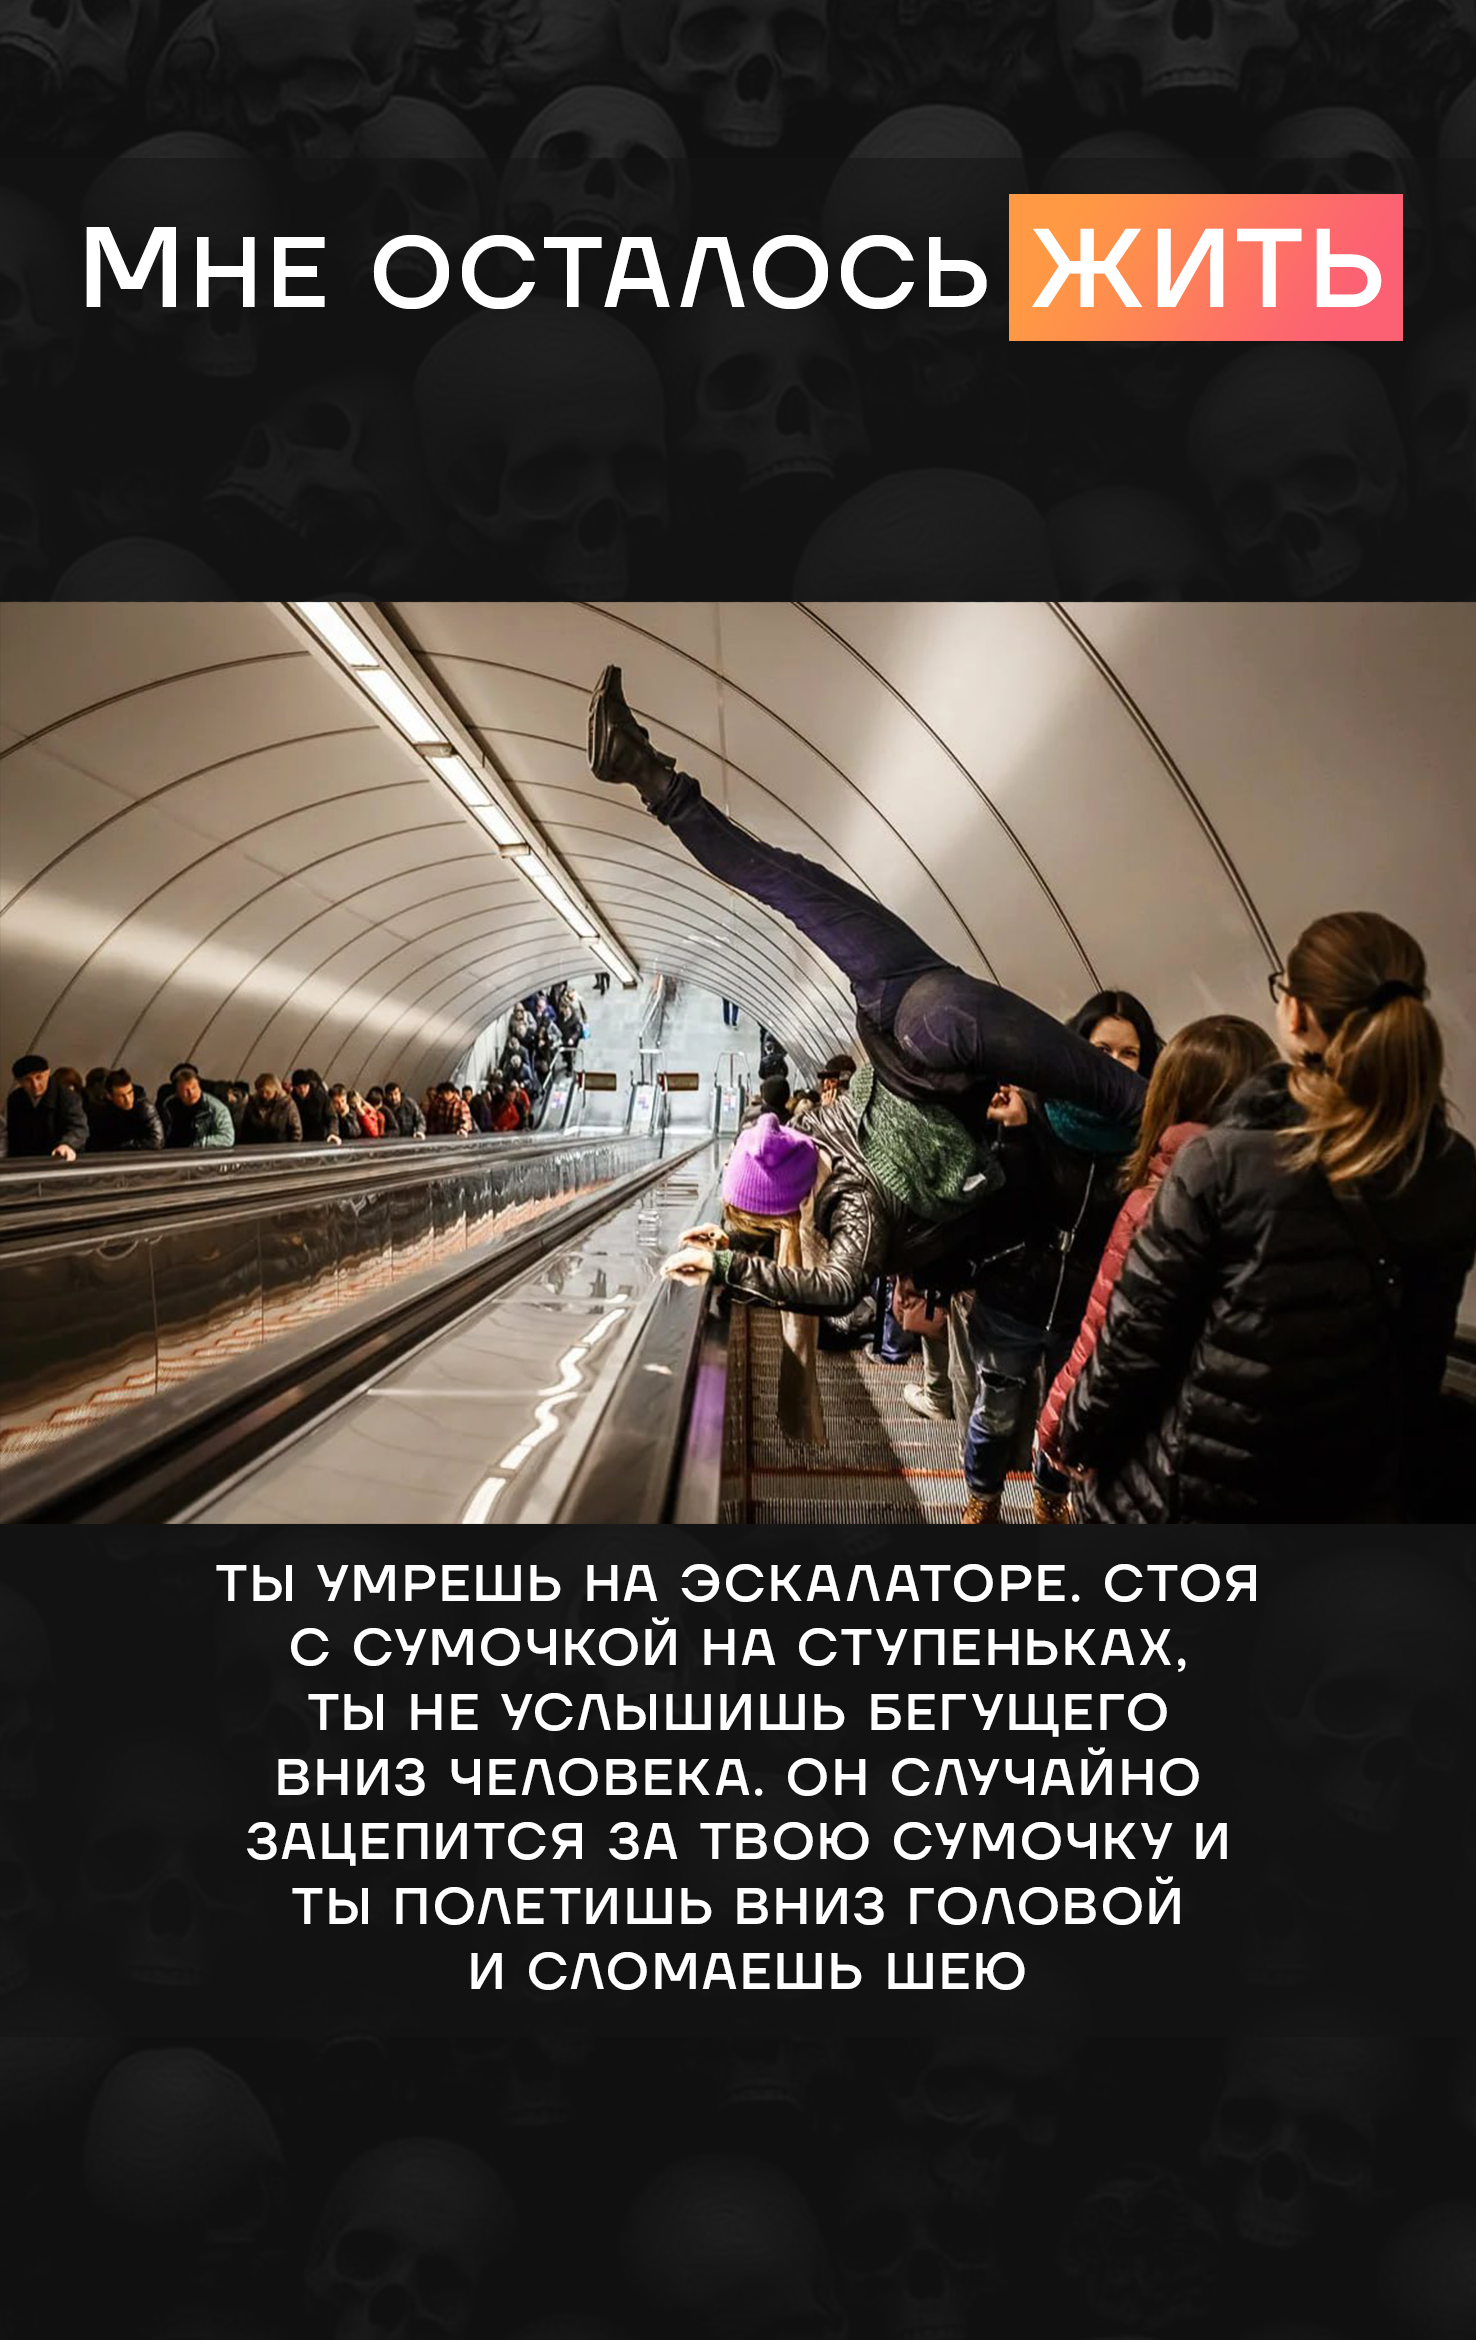 Мне осталось жить
ты умрешь на эскалаторе. стоя
с сумочкой на ступеньках,
ты не услышишь бегущего
вниз человека. он случайно
зацепится за твою сумочку и
ты полетишь вниз головой
и сломаешь шею